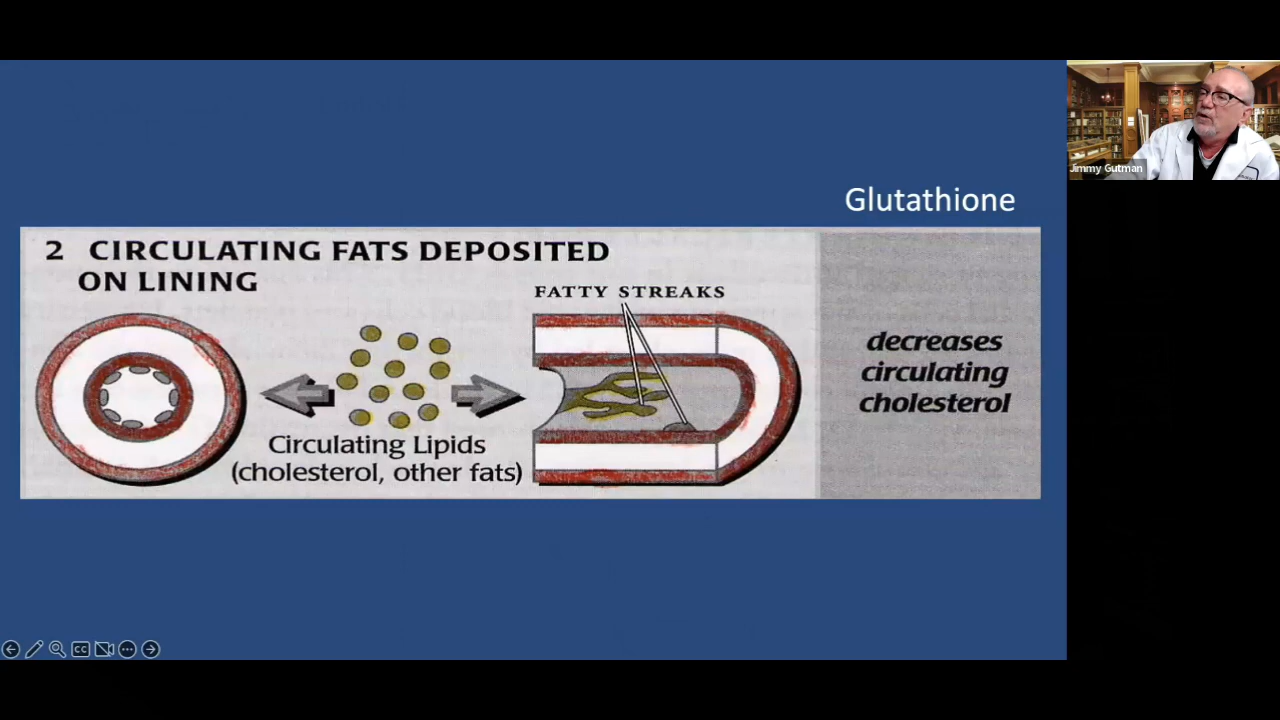 Jimmy Gutman
Glutathione
2 CIRCULATING FATS DEPOSITED
ON LINING
FATTY STREAKS
Circulating Lipids
(cholesterol, other fats)
decreases
circulating
cholesterol
CC